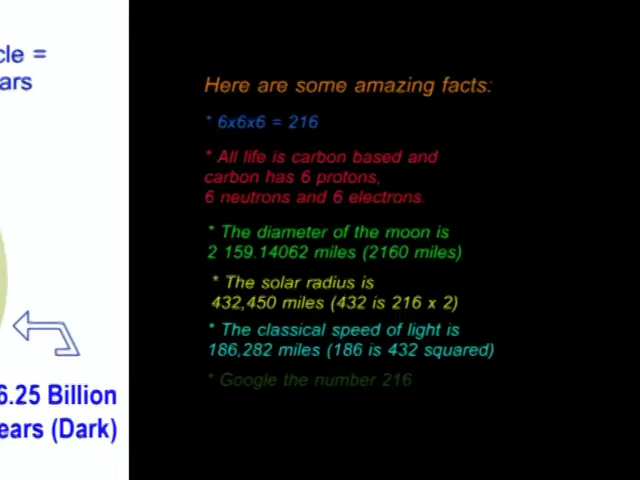 cle =
ars
6.25 Billion
ears (Dark)
Here are some amazing facts:
* 6x6x6 = 216
* All life is carbon based and
carbon has 6 protons,
6 neutrons and 6 electrons.
* The diameter of the moon is
2 159.14062 miles (2160 miles)
* The solar radius is
432,450 miles (432 is 216 x 2)
* The classical speed of light is
186,282 miles (186 is 432 squared)
* Google the number 216